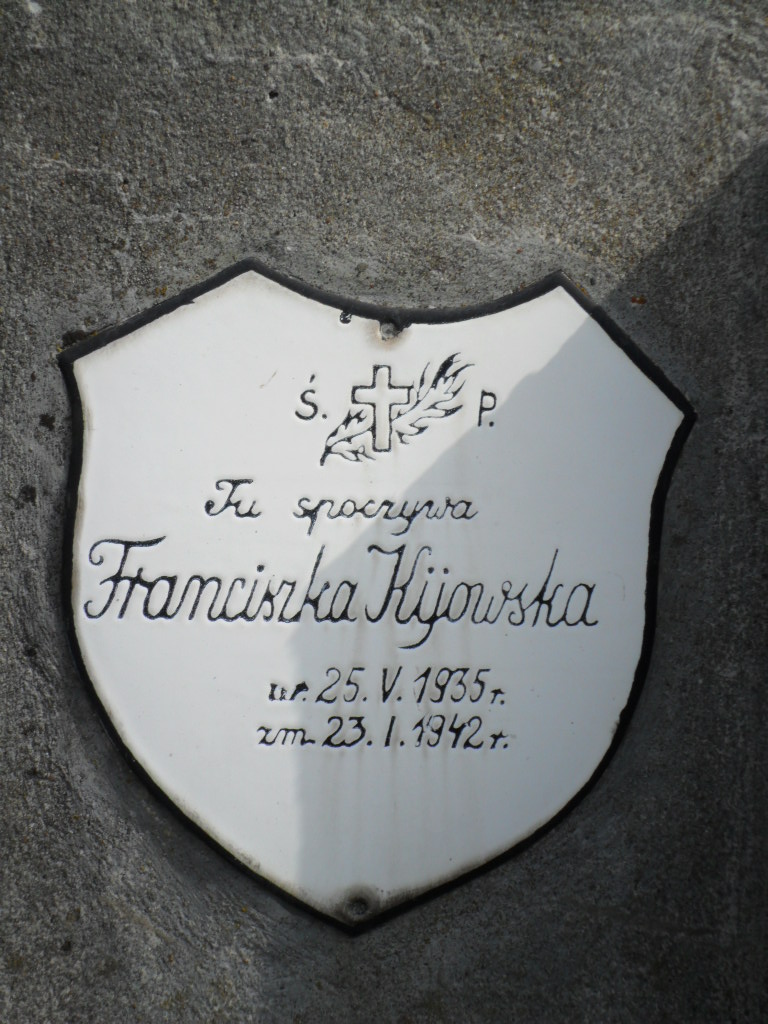 Ś. P.
Tu spoczywa
Franciszka Kijowska
ur. 25. V. 1935 r.
zm. 23. I. 1942 r.